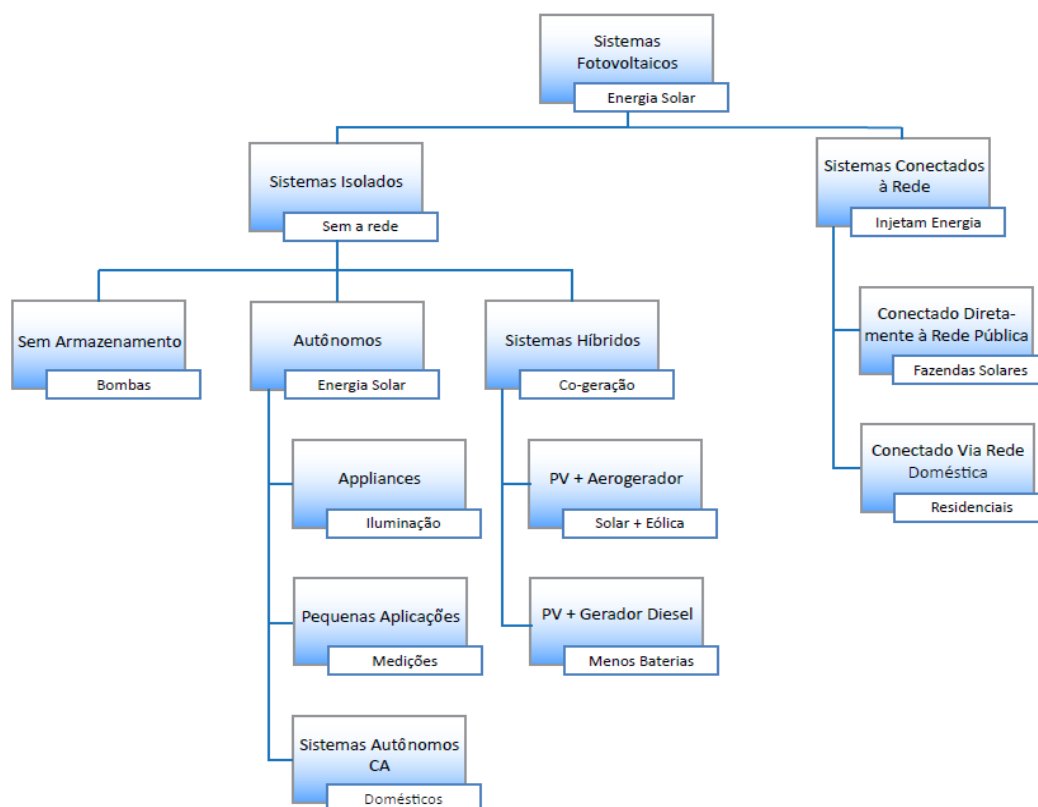 Sistemas
Fotovoltaicos
Energia Solar
Sistemas Isolados
Sem a rede
Sistemas Conectados
à Rede
Injetam Energia
Sem Armazenamento
Bombas
Autônomos
Energia Solar
Sistemas Híbridos
Co-geração
Conectado Direta-
mente à Rede Pública
Fazendas Solares
Appliances
Iluminação
PV + Aerogerador
Solar + Eólica
Conectado Via Rede
Doméstica
Residenciais
Pequenas Aplicações
Medições
PV + Gerador Diesel
Menos Baterias
Sistemas Autônomos
CA
Domésticos